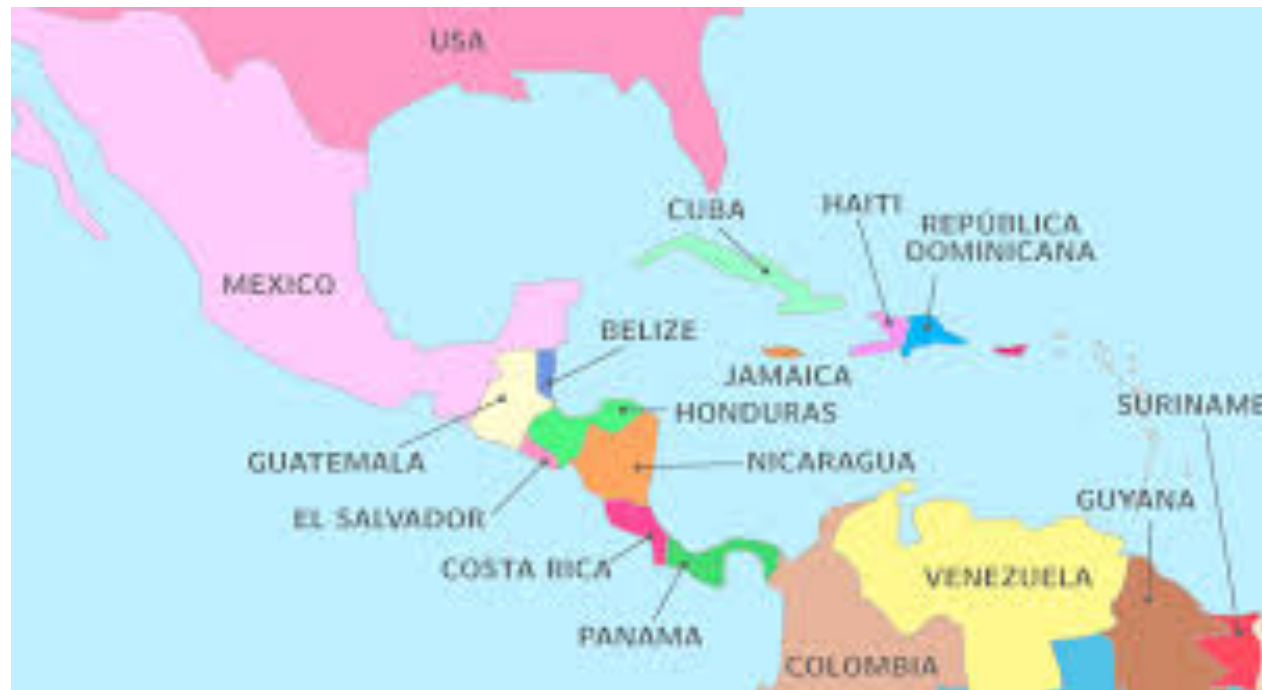 USA
CUBA
HAITI
REPÚBLICA
DOMINICANA
MEXICO
BELIZE
JAMAICA
HONDURAS
SURINAME
GUATEMALA
NICARAGUA
EL SALVADOR
GUYANA
COSTA RICA
VENEZUELA
PANAMA
COLOMBIA